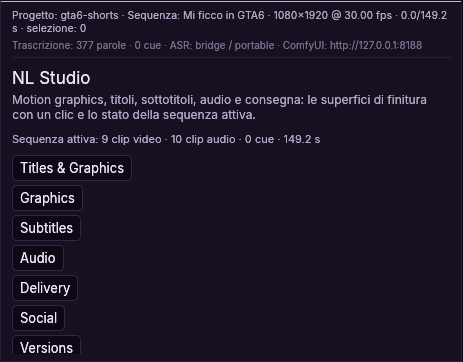 Progetto: gta6-shorts · Sequenza: Mi ficco in GTA6 · 1080×1920 @ 30.00 fps · 0.0/149.2
s · selezione: 0
Trascrizione: 377 parole · 0 cue · ASR: bridge / portable · ComfyUI: http://127.0.0.1:8188
NL Studio
Motion graphics, titoli, sottotitoli, audio e consegna: le superfici di finitura
con un clic e lo stato della sequenza attiva.
Sequenza attiva: 9 clip video · 10 clip audio · 0 cue · 149.2 s
Titles & Graphics
Graphics
Subtitles
Audio
Delivery
Social
Versions